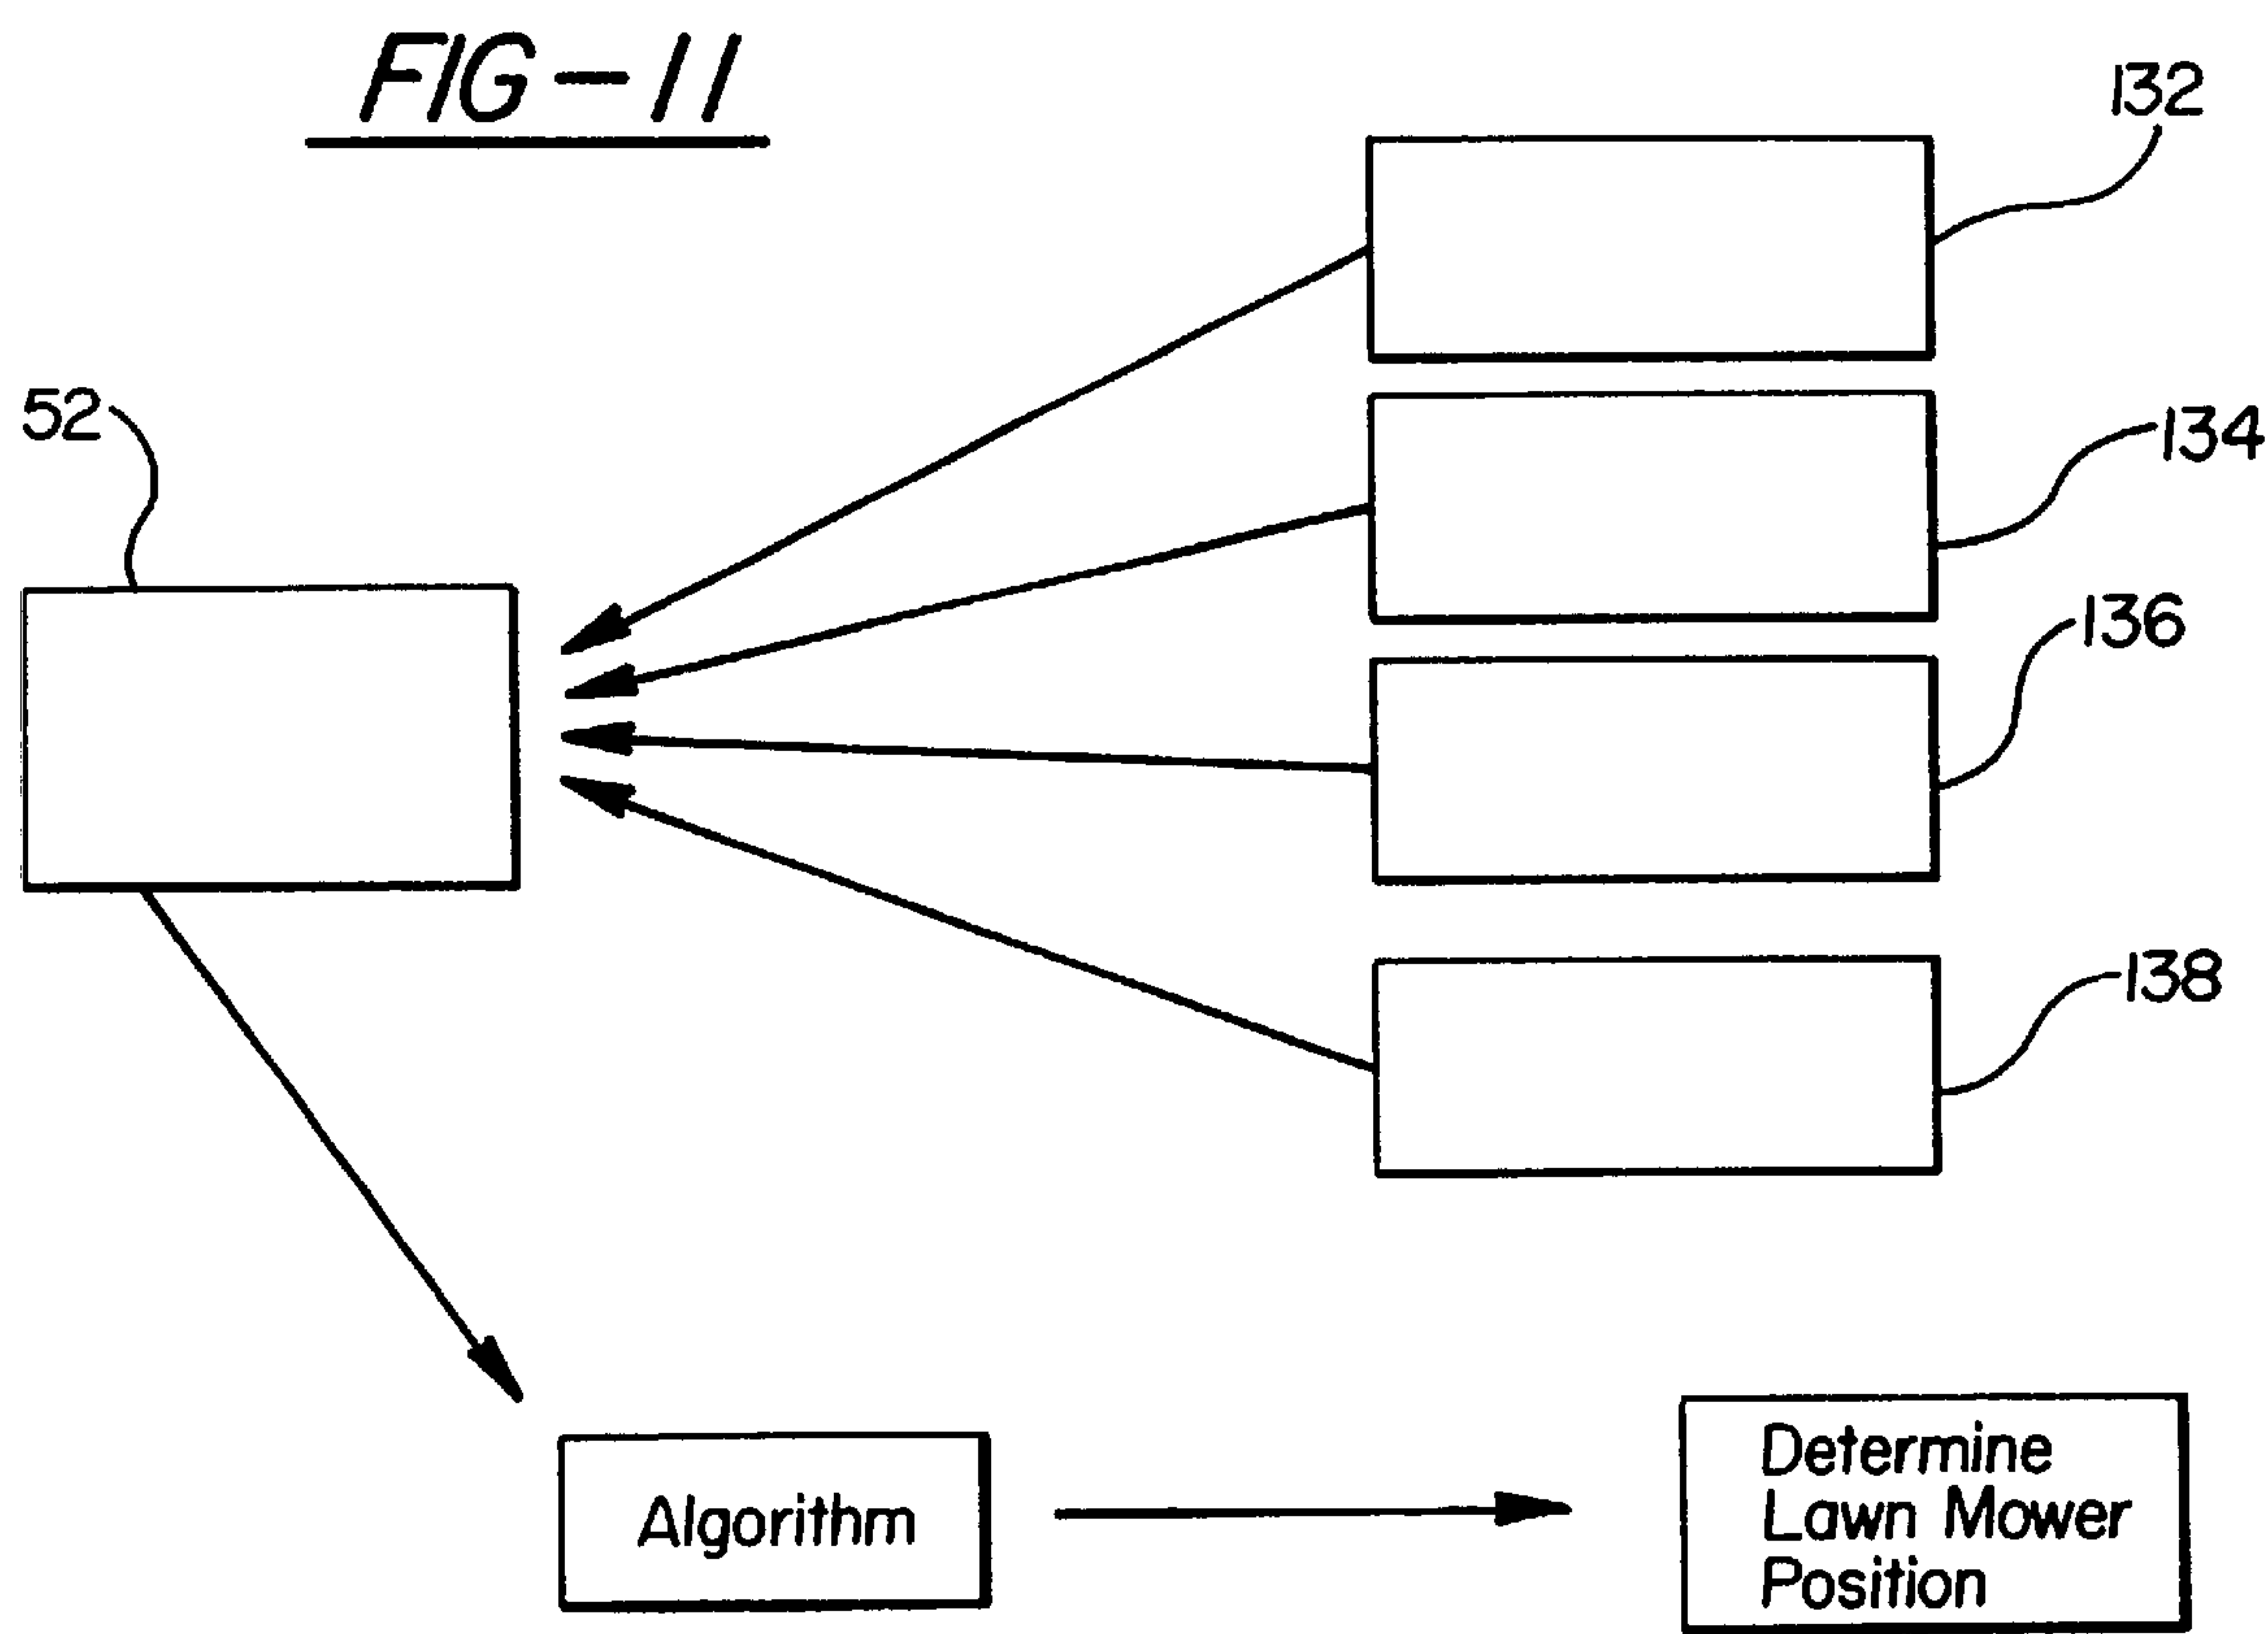 FIG-11
132
52
134
136
138
Algorithm
Determine
Lawn Mower
Position